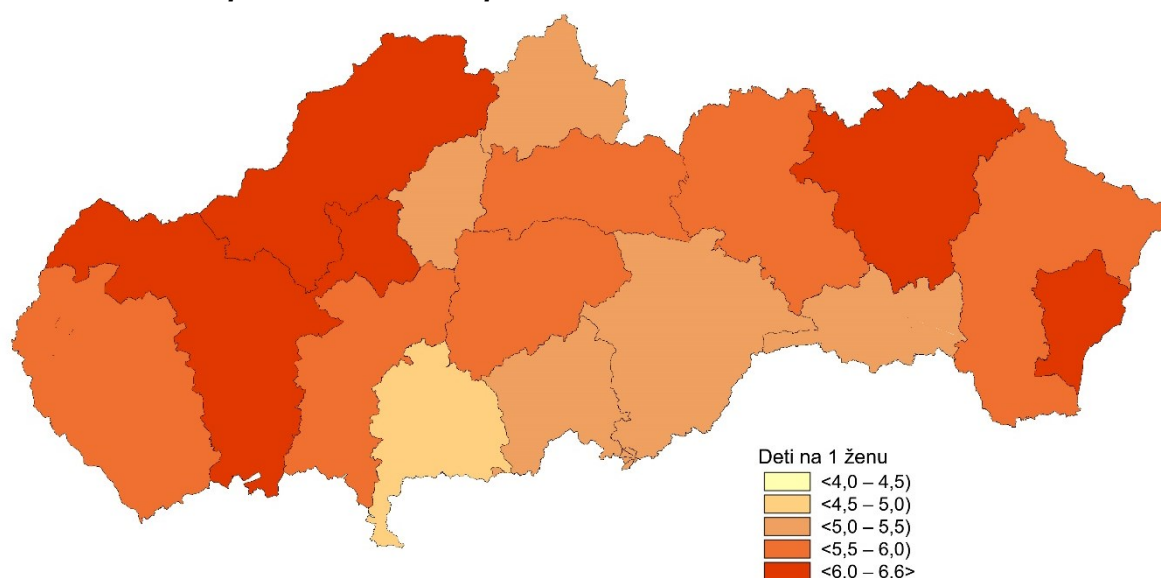 Deti na 1 ženu
<4,0 – 4,5)
<4,5 – 5,0)
<5,0 – 5,5)
<5,5 – 6,0)
<6,0 – 6,6>